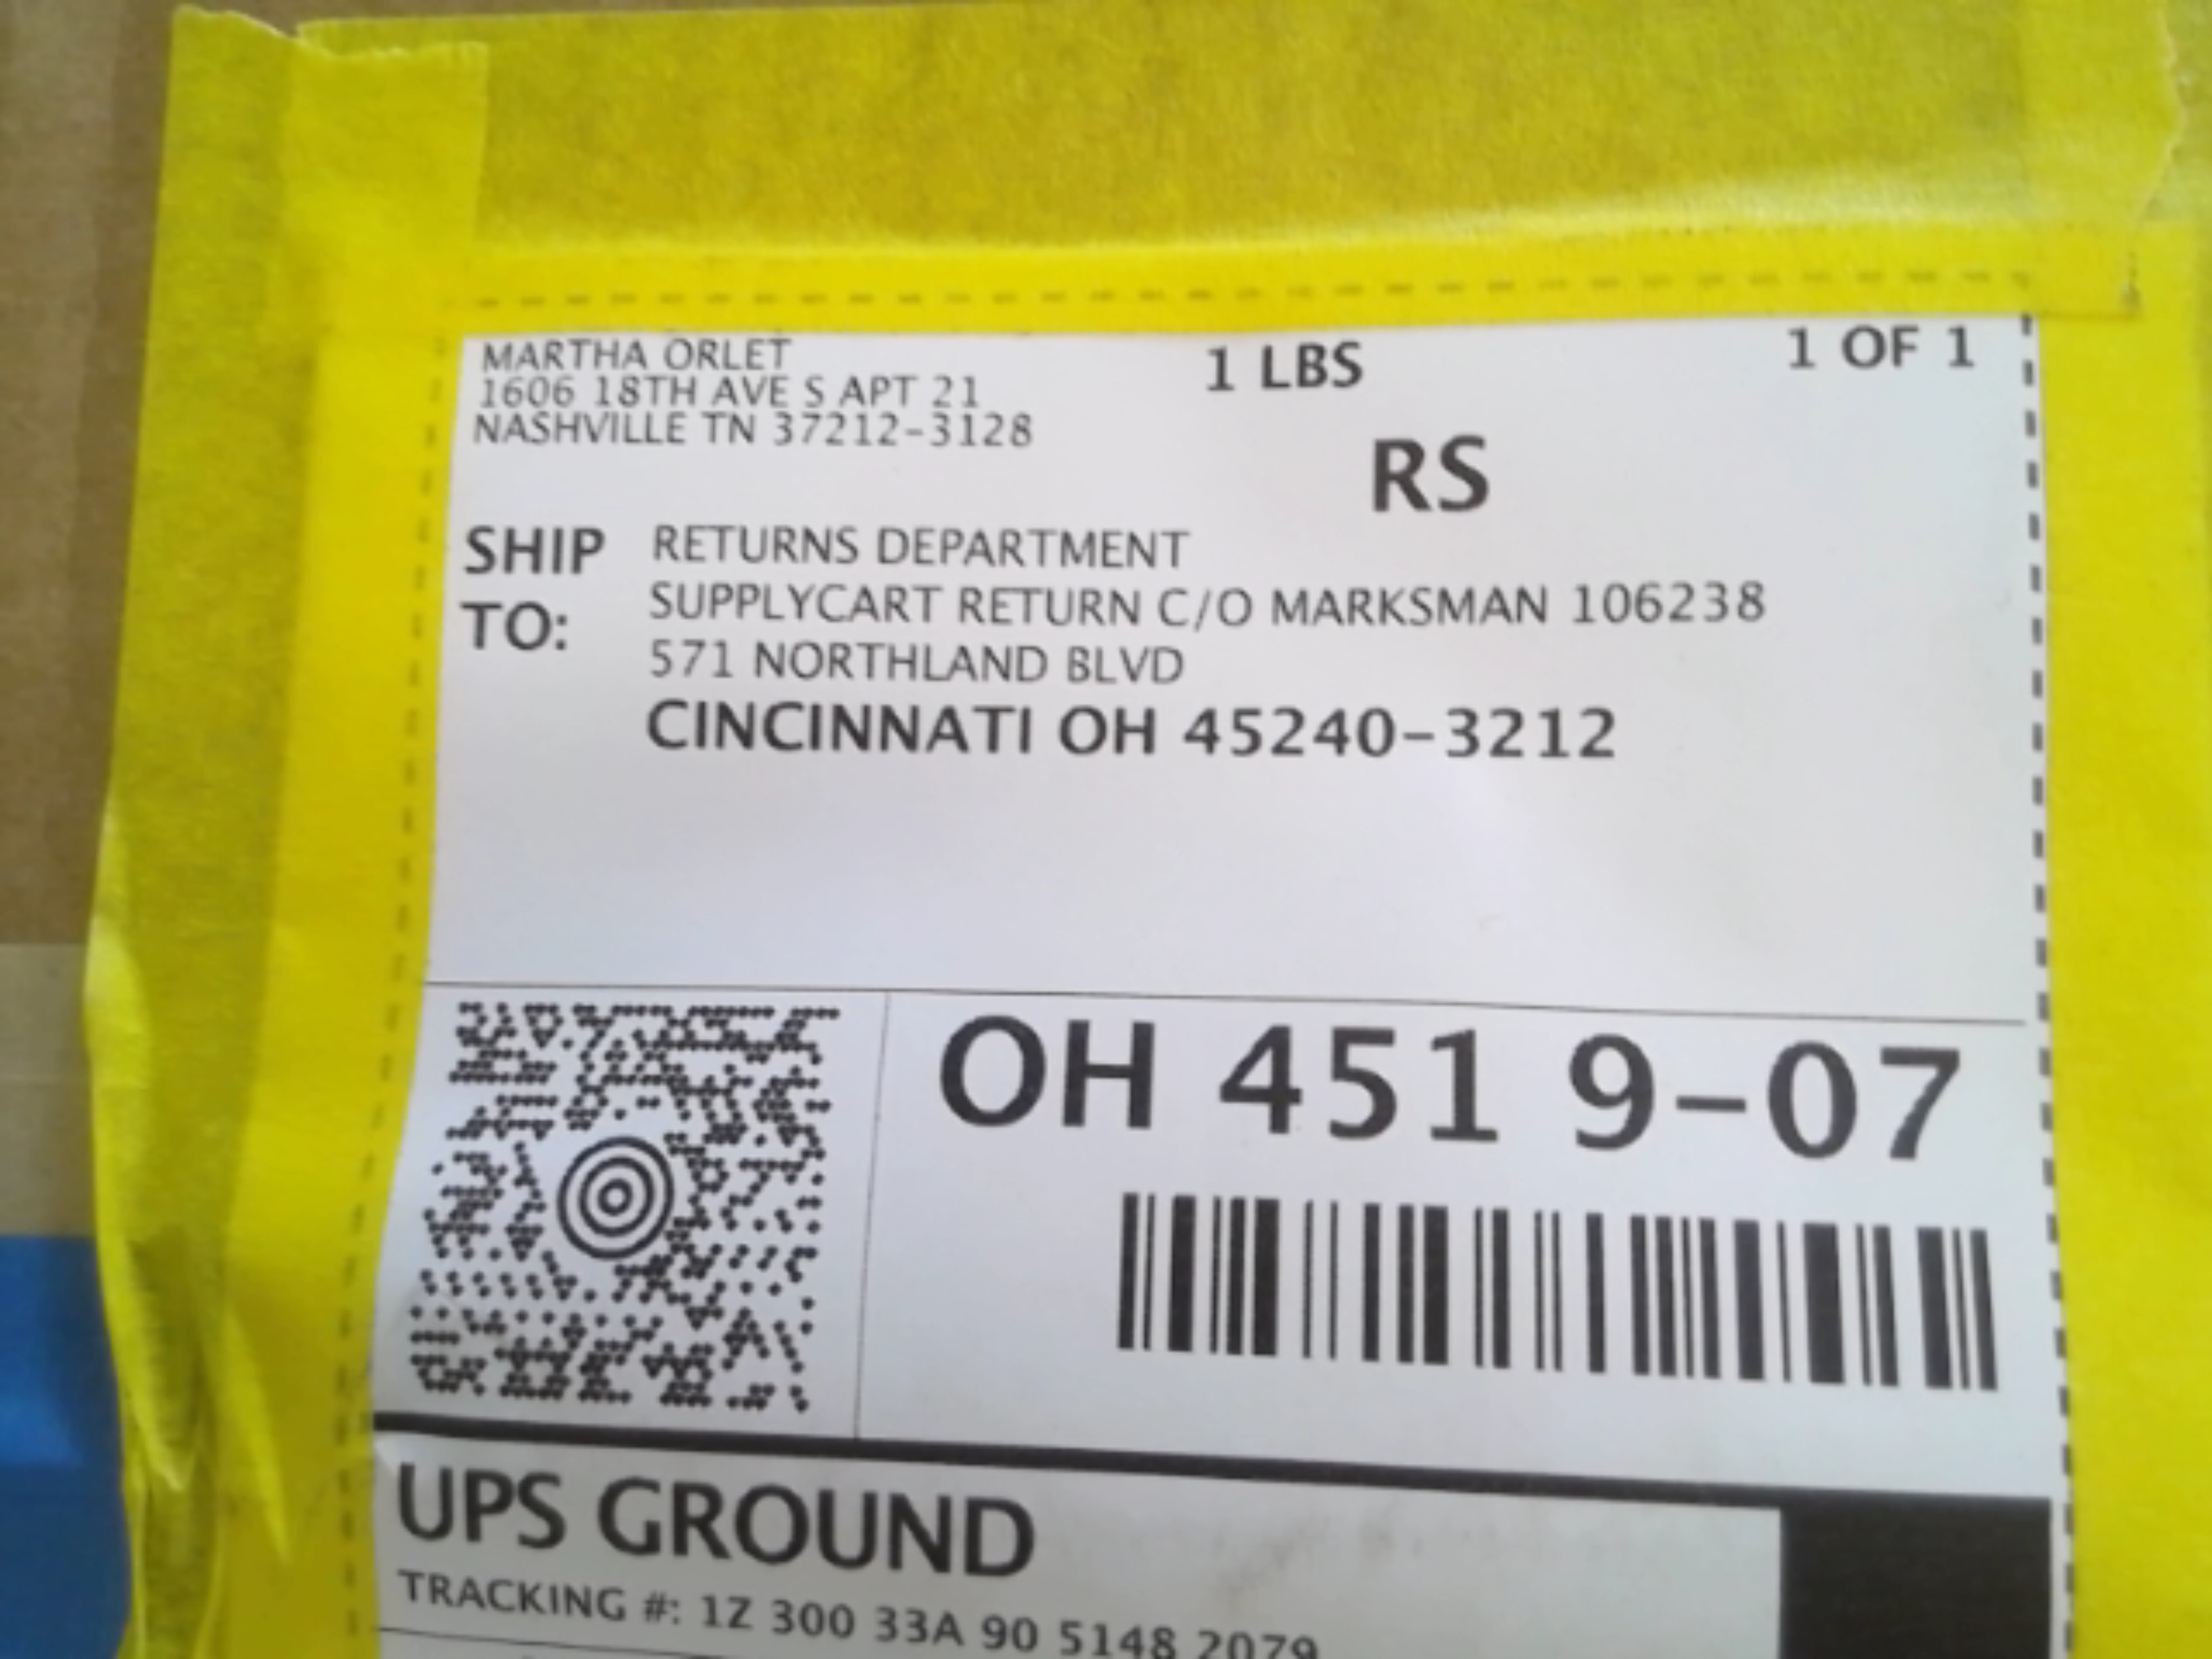 MARTHA ORLET
1606 18TH AVE S APT 21
NASHVILLE TN 37212-3128
1 LBS
1 OF 1
RS
SHIP TO:
RETURNS DEPARTMENT
SUPPLYCART RETURN C/O MARKSMAN 106238
571 NORTHLAND BLVD
CINCINNATI OH 45240-3212
OH 451 9-07
UPS GROUND
TRACKING #: 1Z 300 33A 90 5148 2079